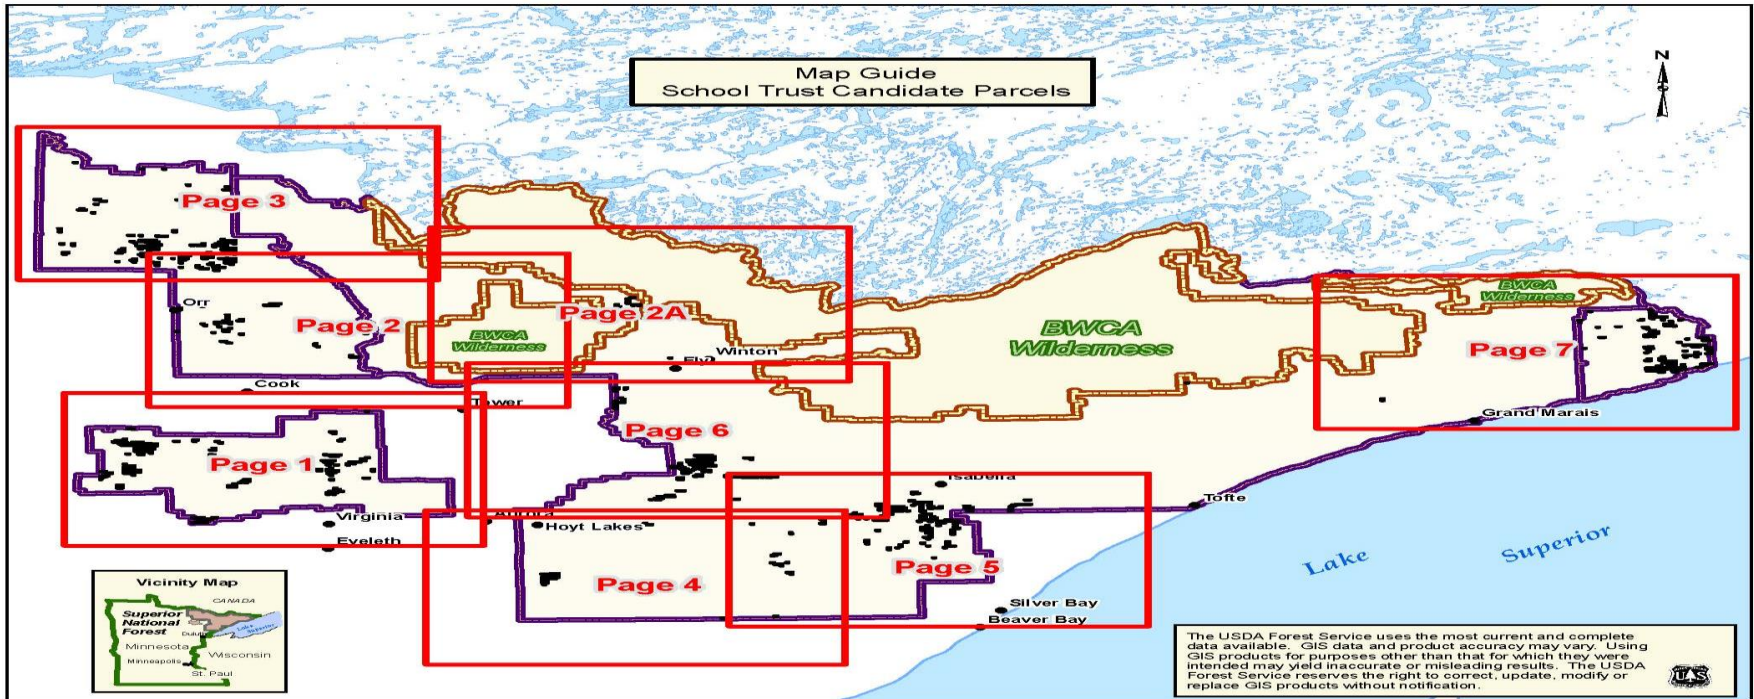 Map Guide
School Trust Candidate Parcels
N
Page 3
Orr
Page 2
Page 2A
BWCA
Wilderness
BWCA
Wilderness
BWCA
Wilderness
Page 7
Ely
Winton
Cook
Tower
Grand Marais
Page 6
Page 1
Isabella
Tofte
Virginia
Aurora
Hoyt Lakes
Eveleth
Page 4
Page 5
Lake Superior
Silver Bay
Beaver Bay
Vicinity Map
CANADA
Superior
National
Forest
Lake
Superior
Duluth
Minnesota
Wisconsin
Minneapolis
St. Paul
The USDA Forest Service uses the most current and complete
data available. GIS data and product accuracy may vary. Using
GIS products for purposes other than that for which they were
intended may yield inaccurate or misleading results. The USDA
Forest Service reserves the right to correct, update, modify or
replace GIS products without notification.
UAS